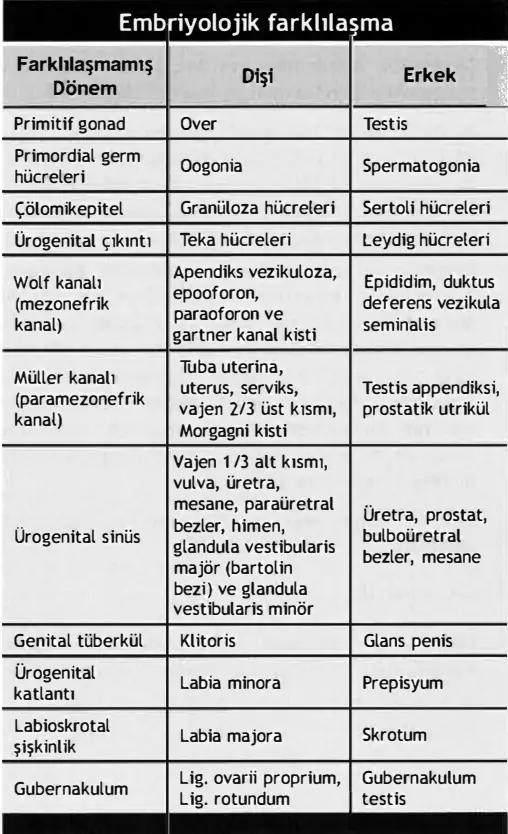 Embriyolojik farklılaşma
Farklılaşmamış
Dönem
Dişi
Erkek
Primitif gonad
Over
Testis
Primordial germ
hücreleri
Oogonia
Spermatogonia
Çölomikepitel
Granüloza hücreleri
Sertoli hücreleri
Ürogenital çıkıntı
Teka hücreleri
Leydig hücreleri
Wolf kanalı
(mezonefrik
kanal)
Apendiks vezikuloza,
epooforon,
paraoforon ve
gartner kanal kisti
Epididim, duktus
deferens vezikula
seminalis
Müller kanalı
(paramezonefrik
kanal)
Tuba uterina,
uterus, serviks,
vajen 2/3 üst kısmı,
Morgagni kisti
Testis appendiksi,
prostatik utrikül
Ürogenital sinüs
Vajen 1/3 alt kısmı,
vulva, üretra,
mesane, paraüretral
bezler, himen,
glandula vestibularis
majör (bartolin
bezi) ve glandula
vestibularis minör
Üretra, prostat,
bulboüretral
bezler, mesane
Genital tüberkül
Klitoris
Glans penis
Ürogenital
katlantı
Labia minora
Prepisyum
Labioskrotal
şişkinlik
Labia majora
Skrotum
Gubernakulum
Lig. ovarii proprium,
Lig. rotundum
Gubernakulum
testis